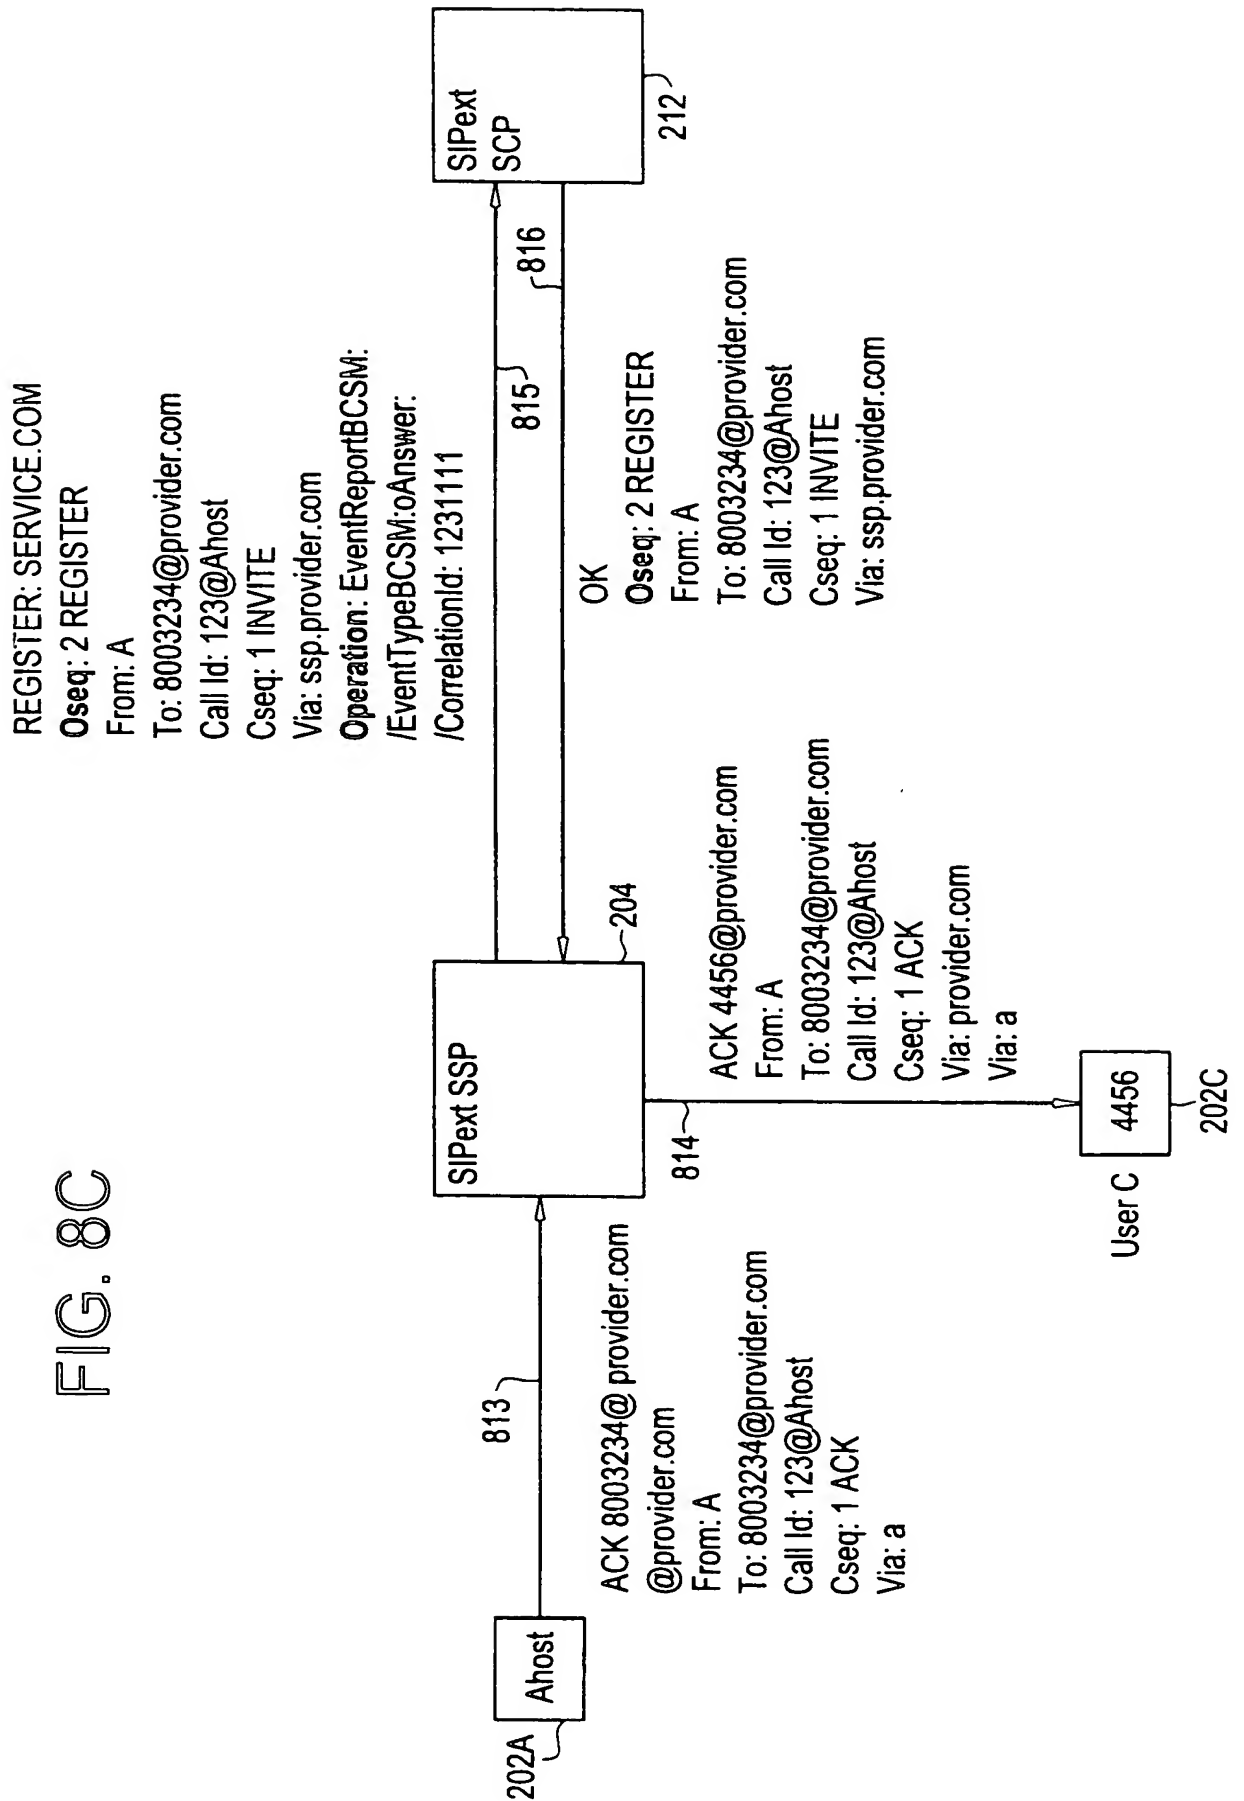 FIG. 8C
REGISTER: SERVICE.COM
Oseq: 2 REGISTER
From: A
To: 8003234@provider.com
Call Id: 123@Ahost
Cseq: 1 INVITE
Via: ssp.provider.com
Operation: EventReportBCSM:
/EventTypeBCSM:oAnswer:
/CorrelationId: 1231111
202A
Ahost
813
ACK 8003234@ provider.com
@provider.com
From: A
To: 8003234@provider.com
Call Id: 123@Ahost
Cseq: 1 ACK
Via: a
SIPext SSP
204
815
816
SIPext
SCP
212
OK
Oseq: 2 REGISTER
From: A
To: 8003234@provider.com
Call Id: 123@Ahost
Cseq: 1 INVITE
Via: ssp.provider.com
814
ACK 4456@provider.com
From: A
To: 8003234@provider.com
Call Id: 123@Ahost
Cseq: 1 ACK
Via: provider.com
Via: a
User C
4456
202C